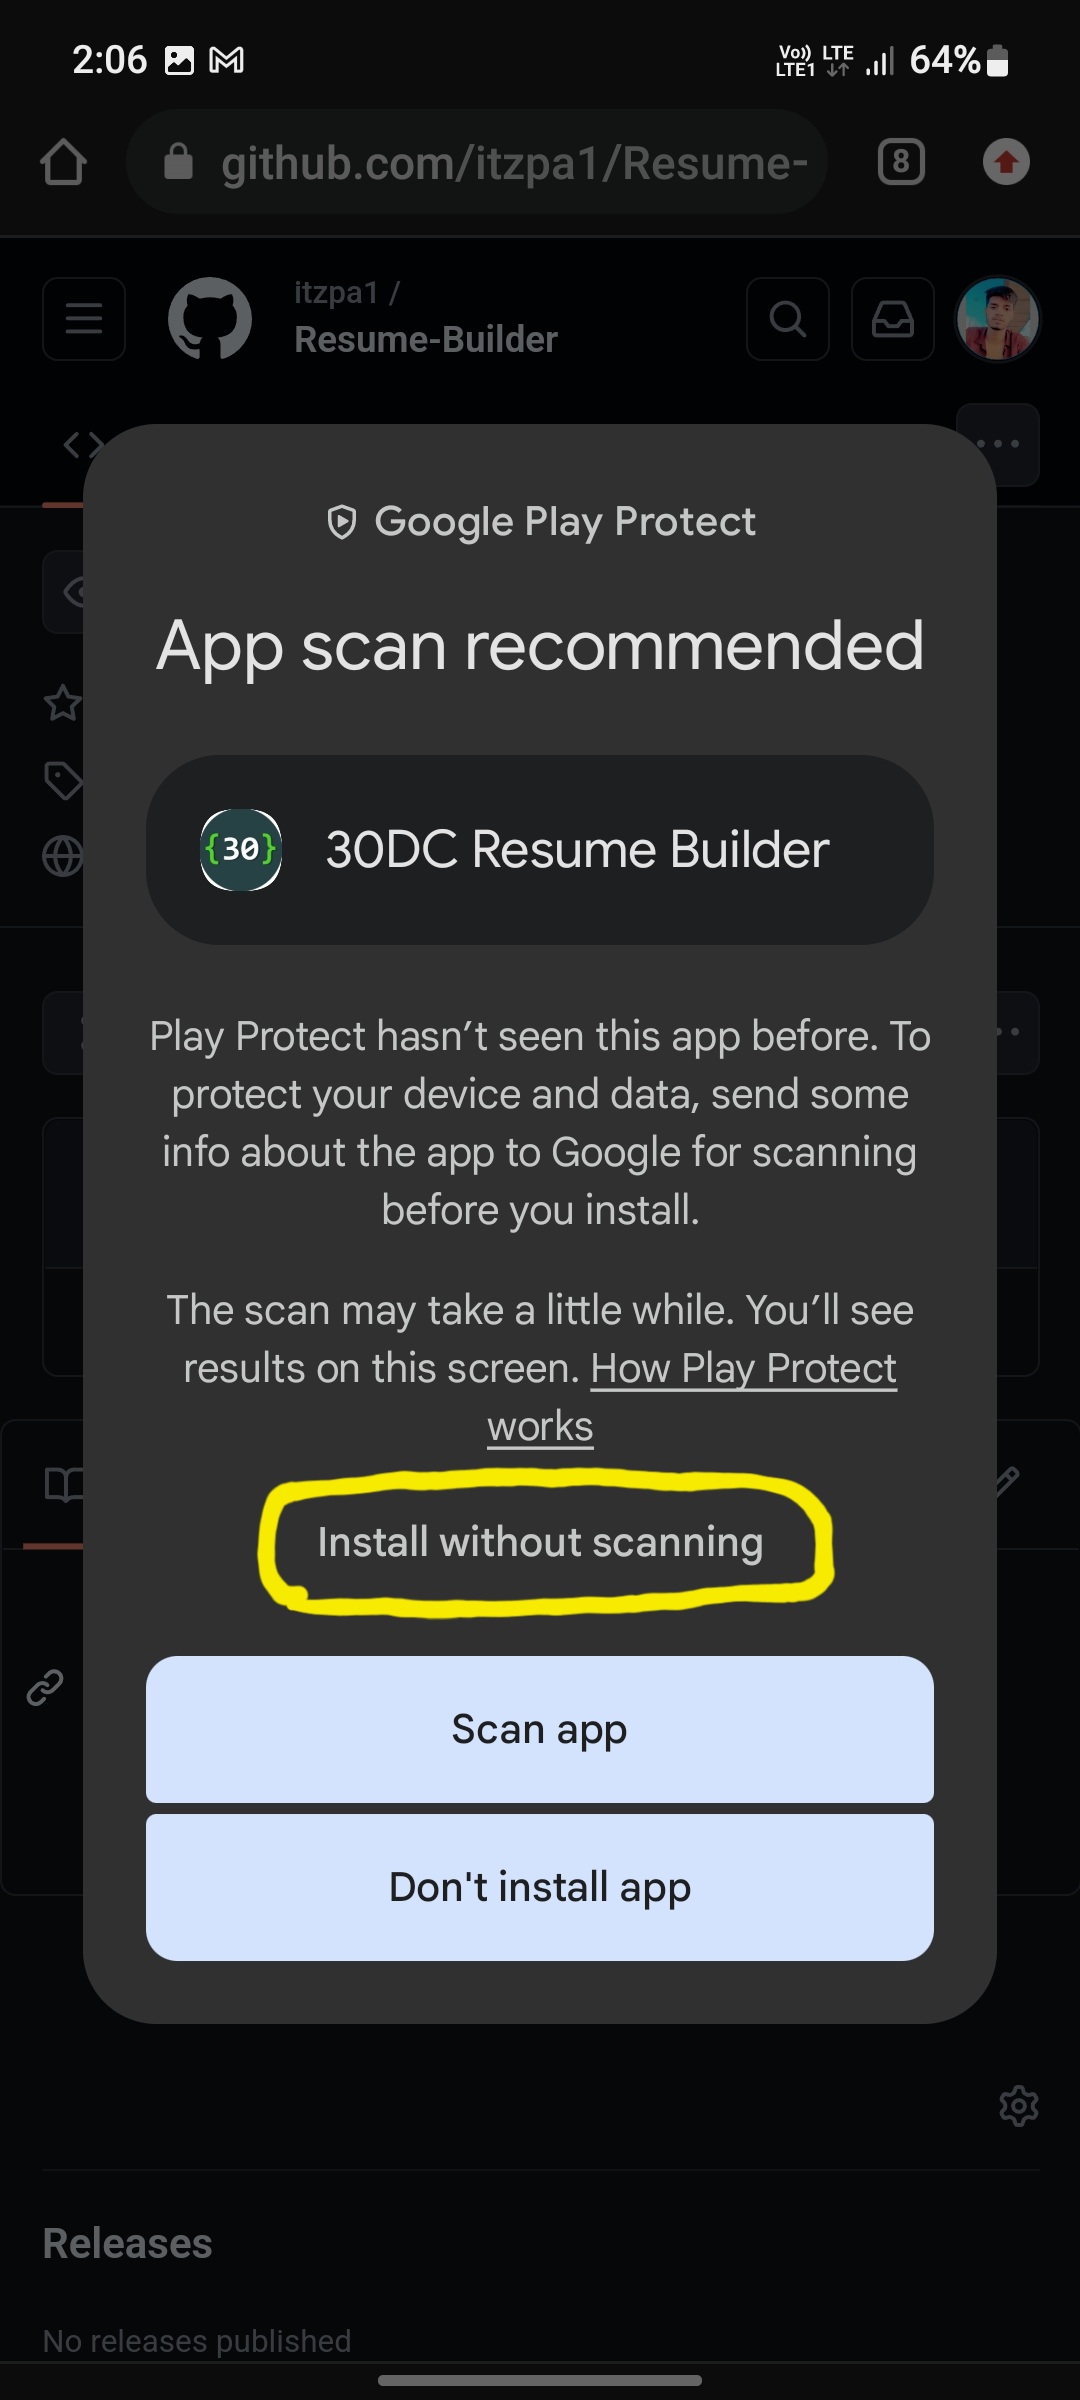 2:06
Vo)) LTE
LTE1
64%
github.com/itzpa1/Resume-
8
itzpa1 /
Resume-Builder
Google Play Protect
App scan recommended
{30}
30DC Resume Builder
Play Protect hasn’t seen this app before. To
protect your device and data, send some
info about the app to Google for scanning
before you install.
The scan may take a little while. You’ll see
results on this screen. How Play Protect
works
Install without scanning
Scan app
Don't install app
Releases
No releases published